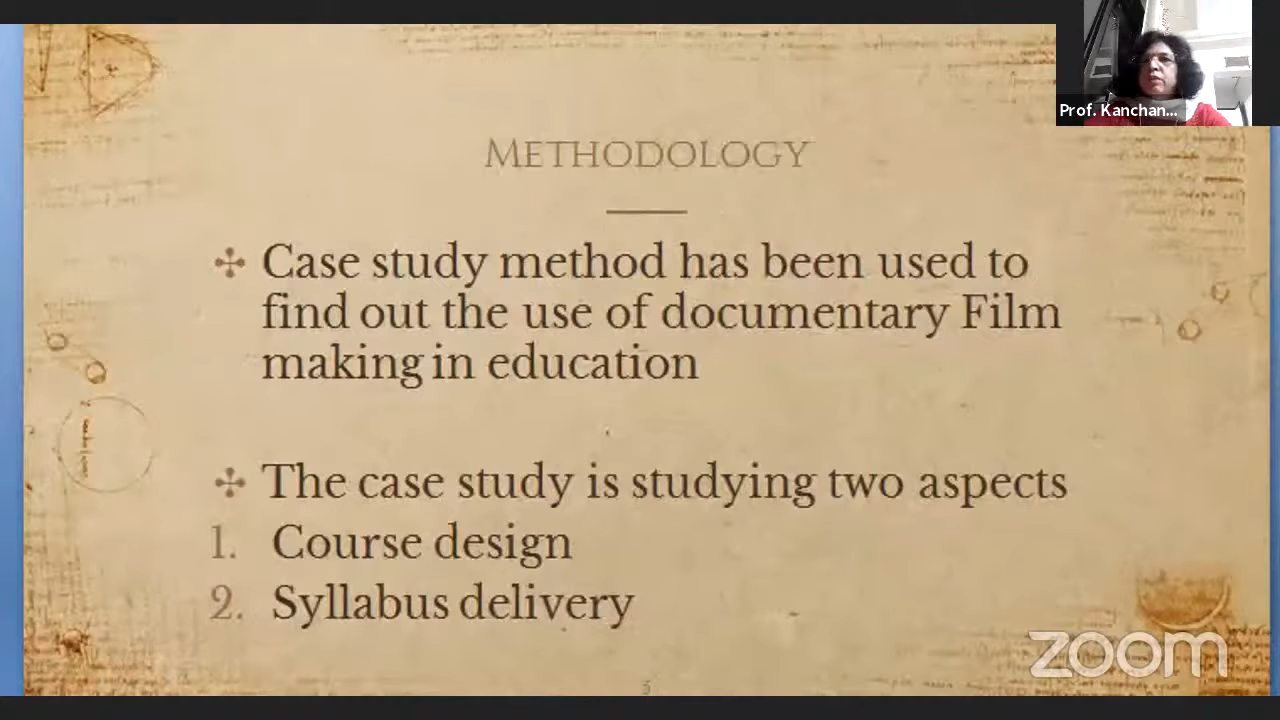 Prof. Kanchan...
METHODOLOGY
✣ Case study method has been used to
find out the use of documentary Film
making in education
✣ The case study is studying two aspects
1. Course design
2. Syllabus delivery
zoom
5